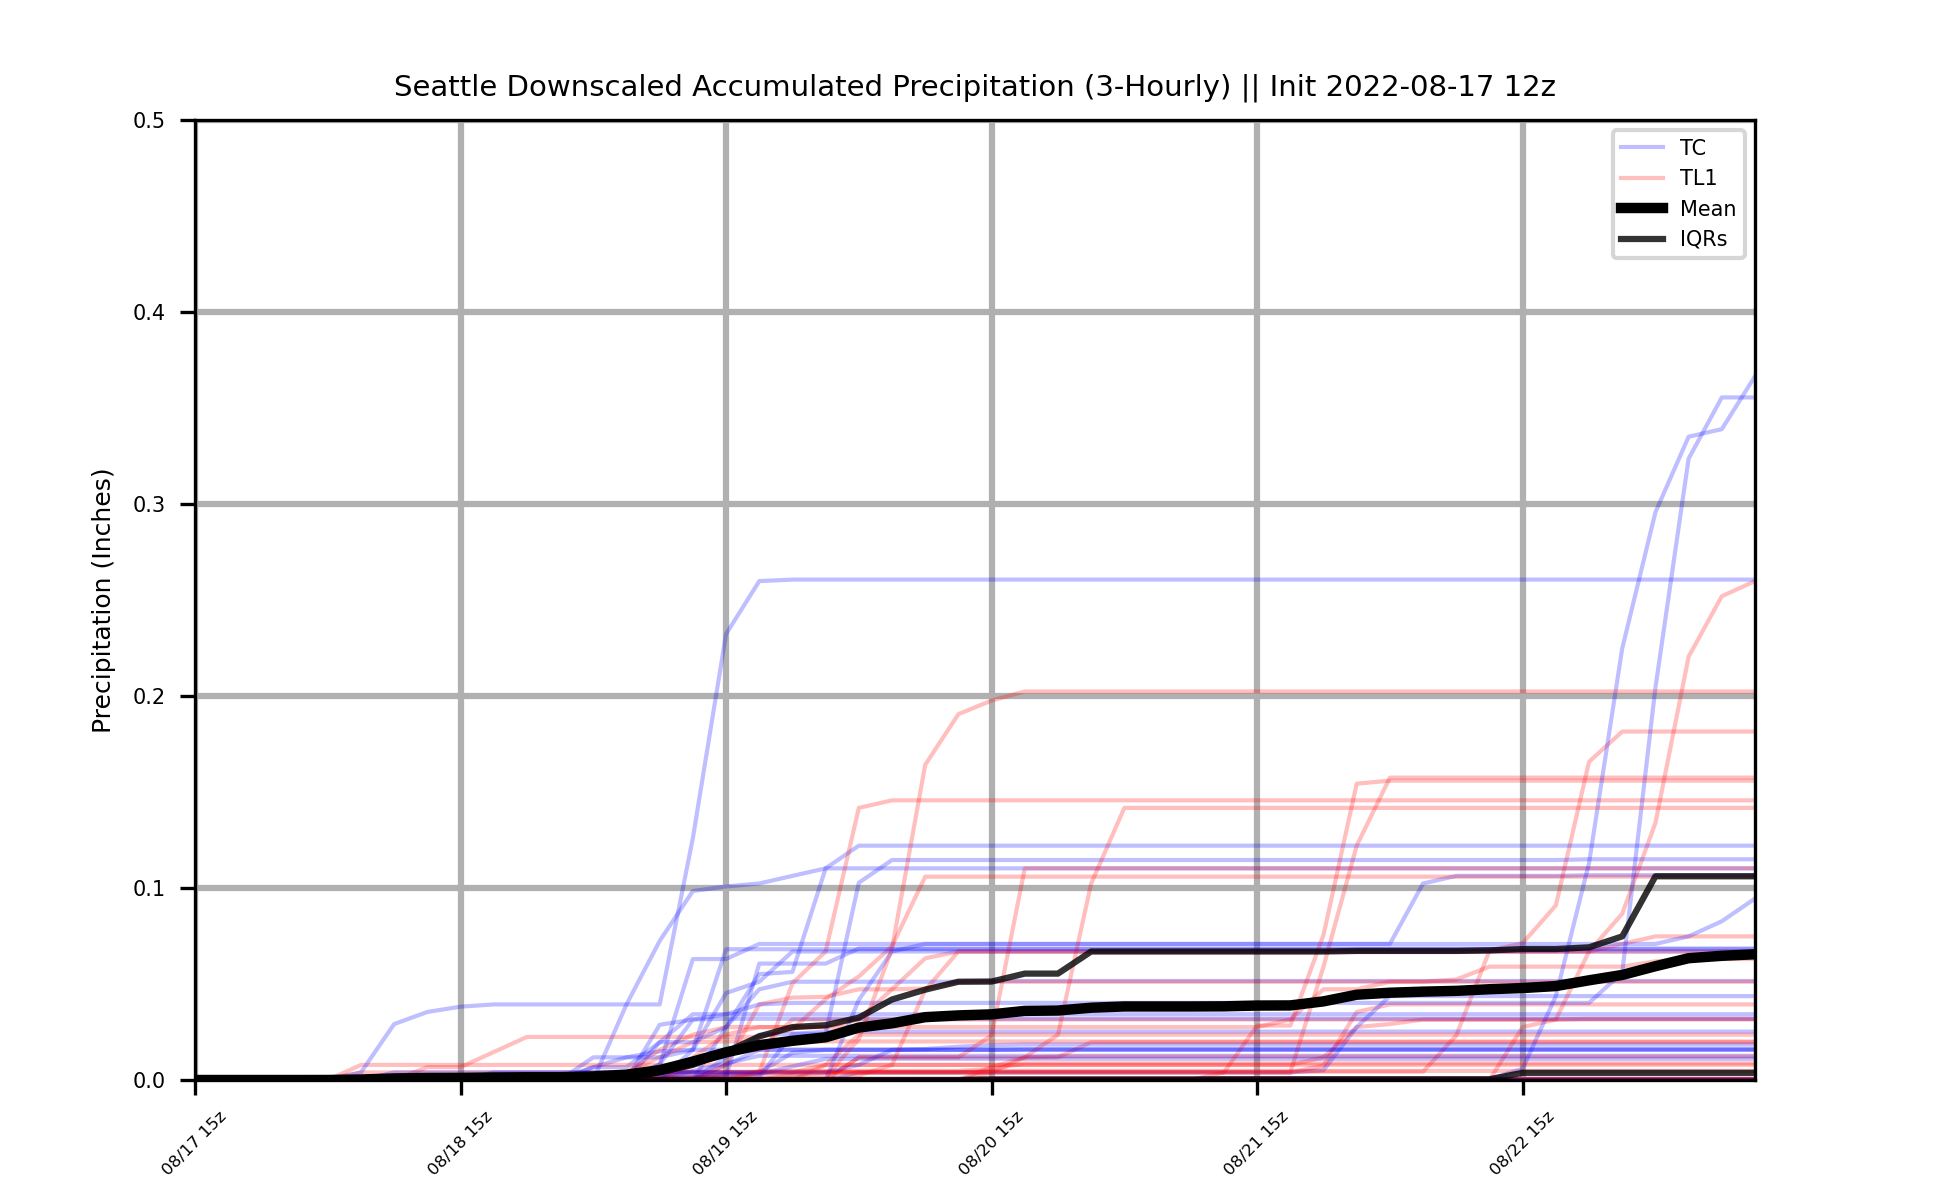 Seattle Downscaled Accumulated Precipitation (3-Hourly) || Init 2022-08-17 12z
Precipitation (Inches)
0.5
0.4
0.3
0.2
0.1
0.0
TC
TL1
Mean
IQRs
08/17 15z
08/18 15z
08/19 15z
08/20 15z
08/21 15z
08/22 15z